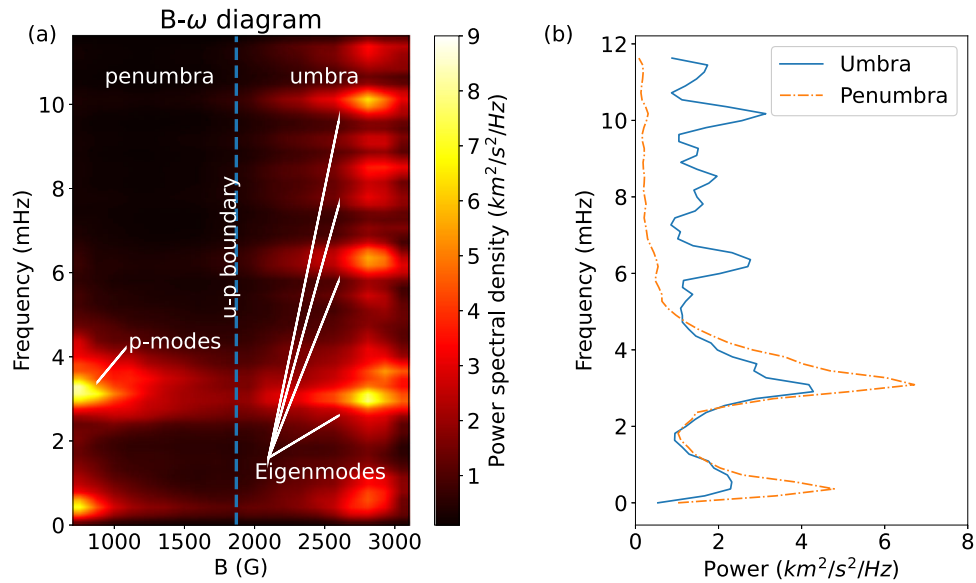 B-ω diagram
(a)
penumbra
umbra
u-p boundary
p-modes
Eigenmodes
Frequency (mHz)
0
2
4
6
8
10
1000
1500
2000
2500
3000
B (G)
9
8
7
6
5
4
3
2
1
Power spectral density (km²/s²/Hz)
(b)
Umbra
Penumbra
Frequency (mHz)
12
10
8
6
4
2
0
0
2
4
6
8
Power (km²/s²/Hz)